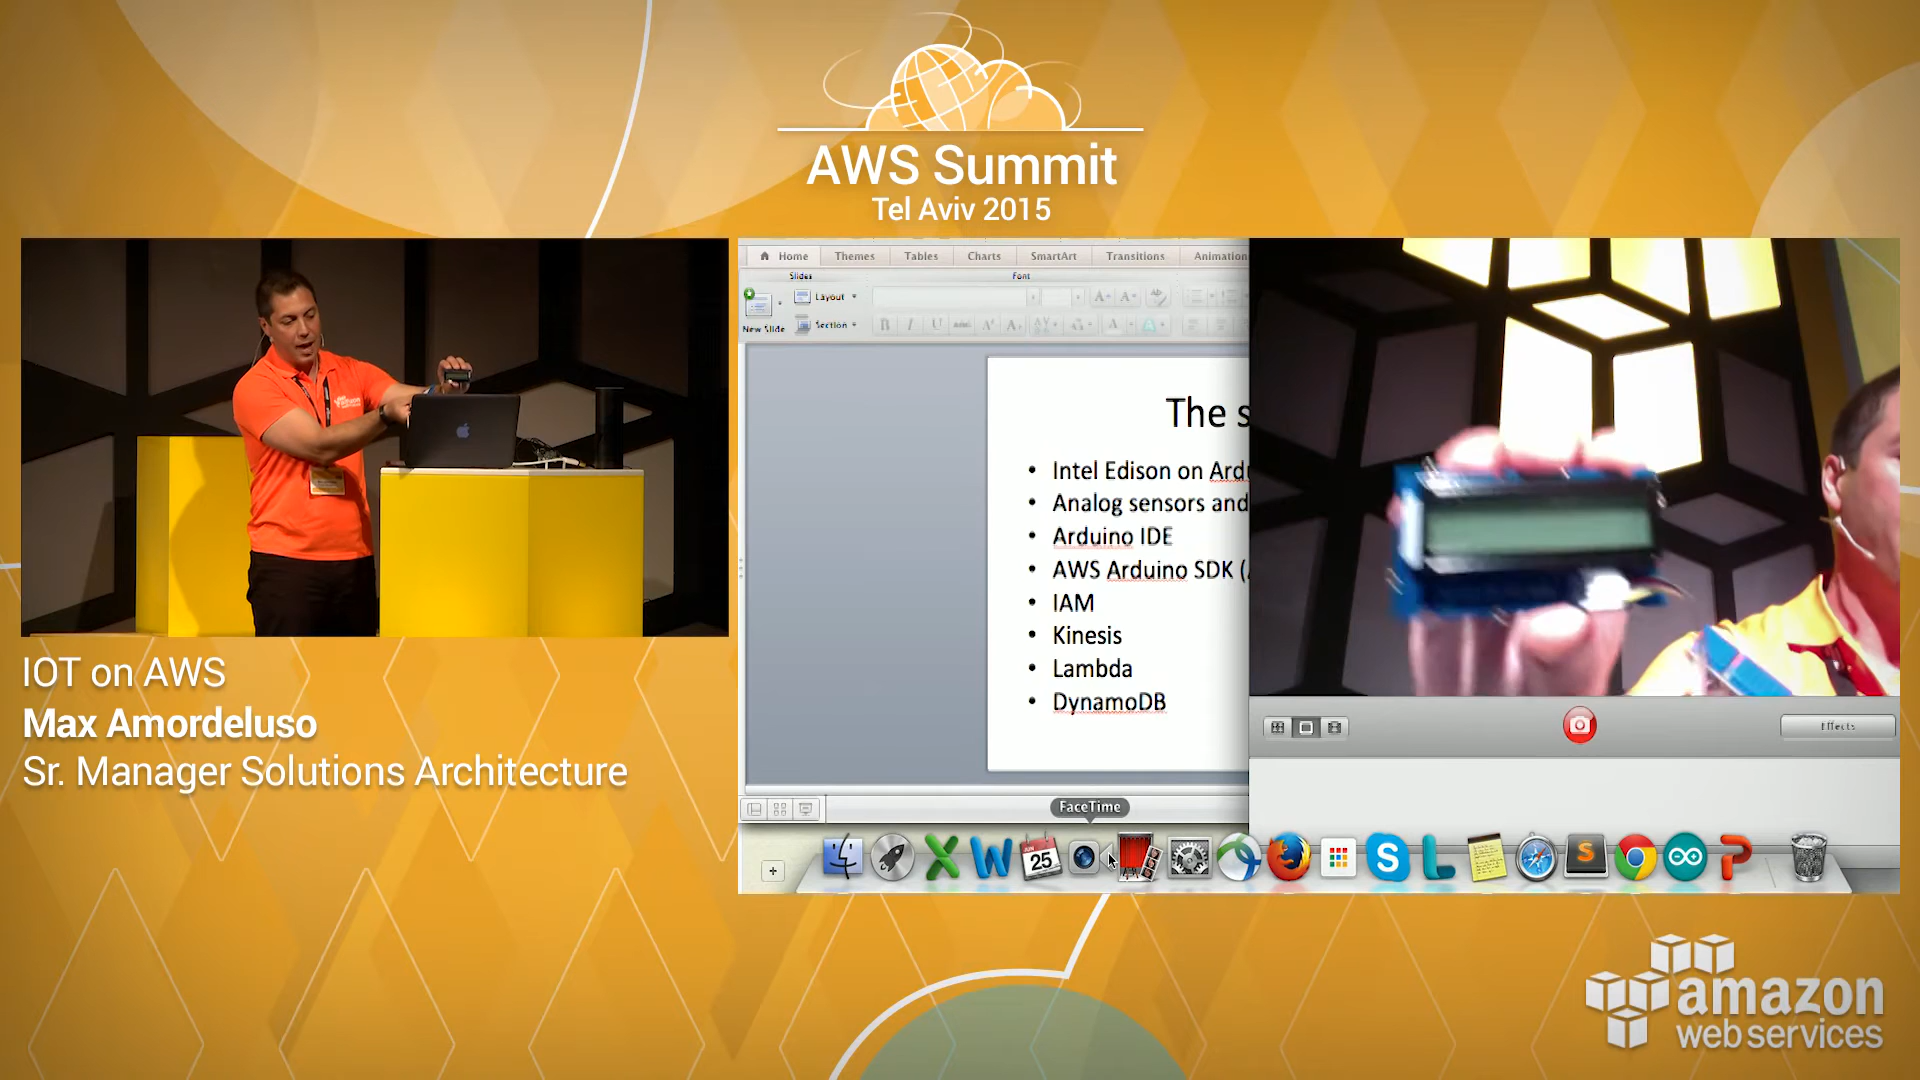 AWS Summit
Tel Aviv 2015
Home Themes Tables Charts SmartArt Transitions Animation
Slides Font
Layout
New Slide Section
The s
• Intel Edison on Ard
• Analog sensors and
• Arduino IDE
• AWS Arduino SDK (
• IAM
• Kinesis
• Lambda
• DynamoDB
Effects
FaceTime
JUN
25
IOT on AWS
Max Amordeluso
Sr. Manager Solutions Architecture
amazon
web services